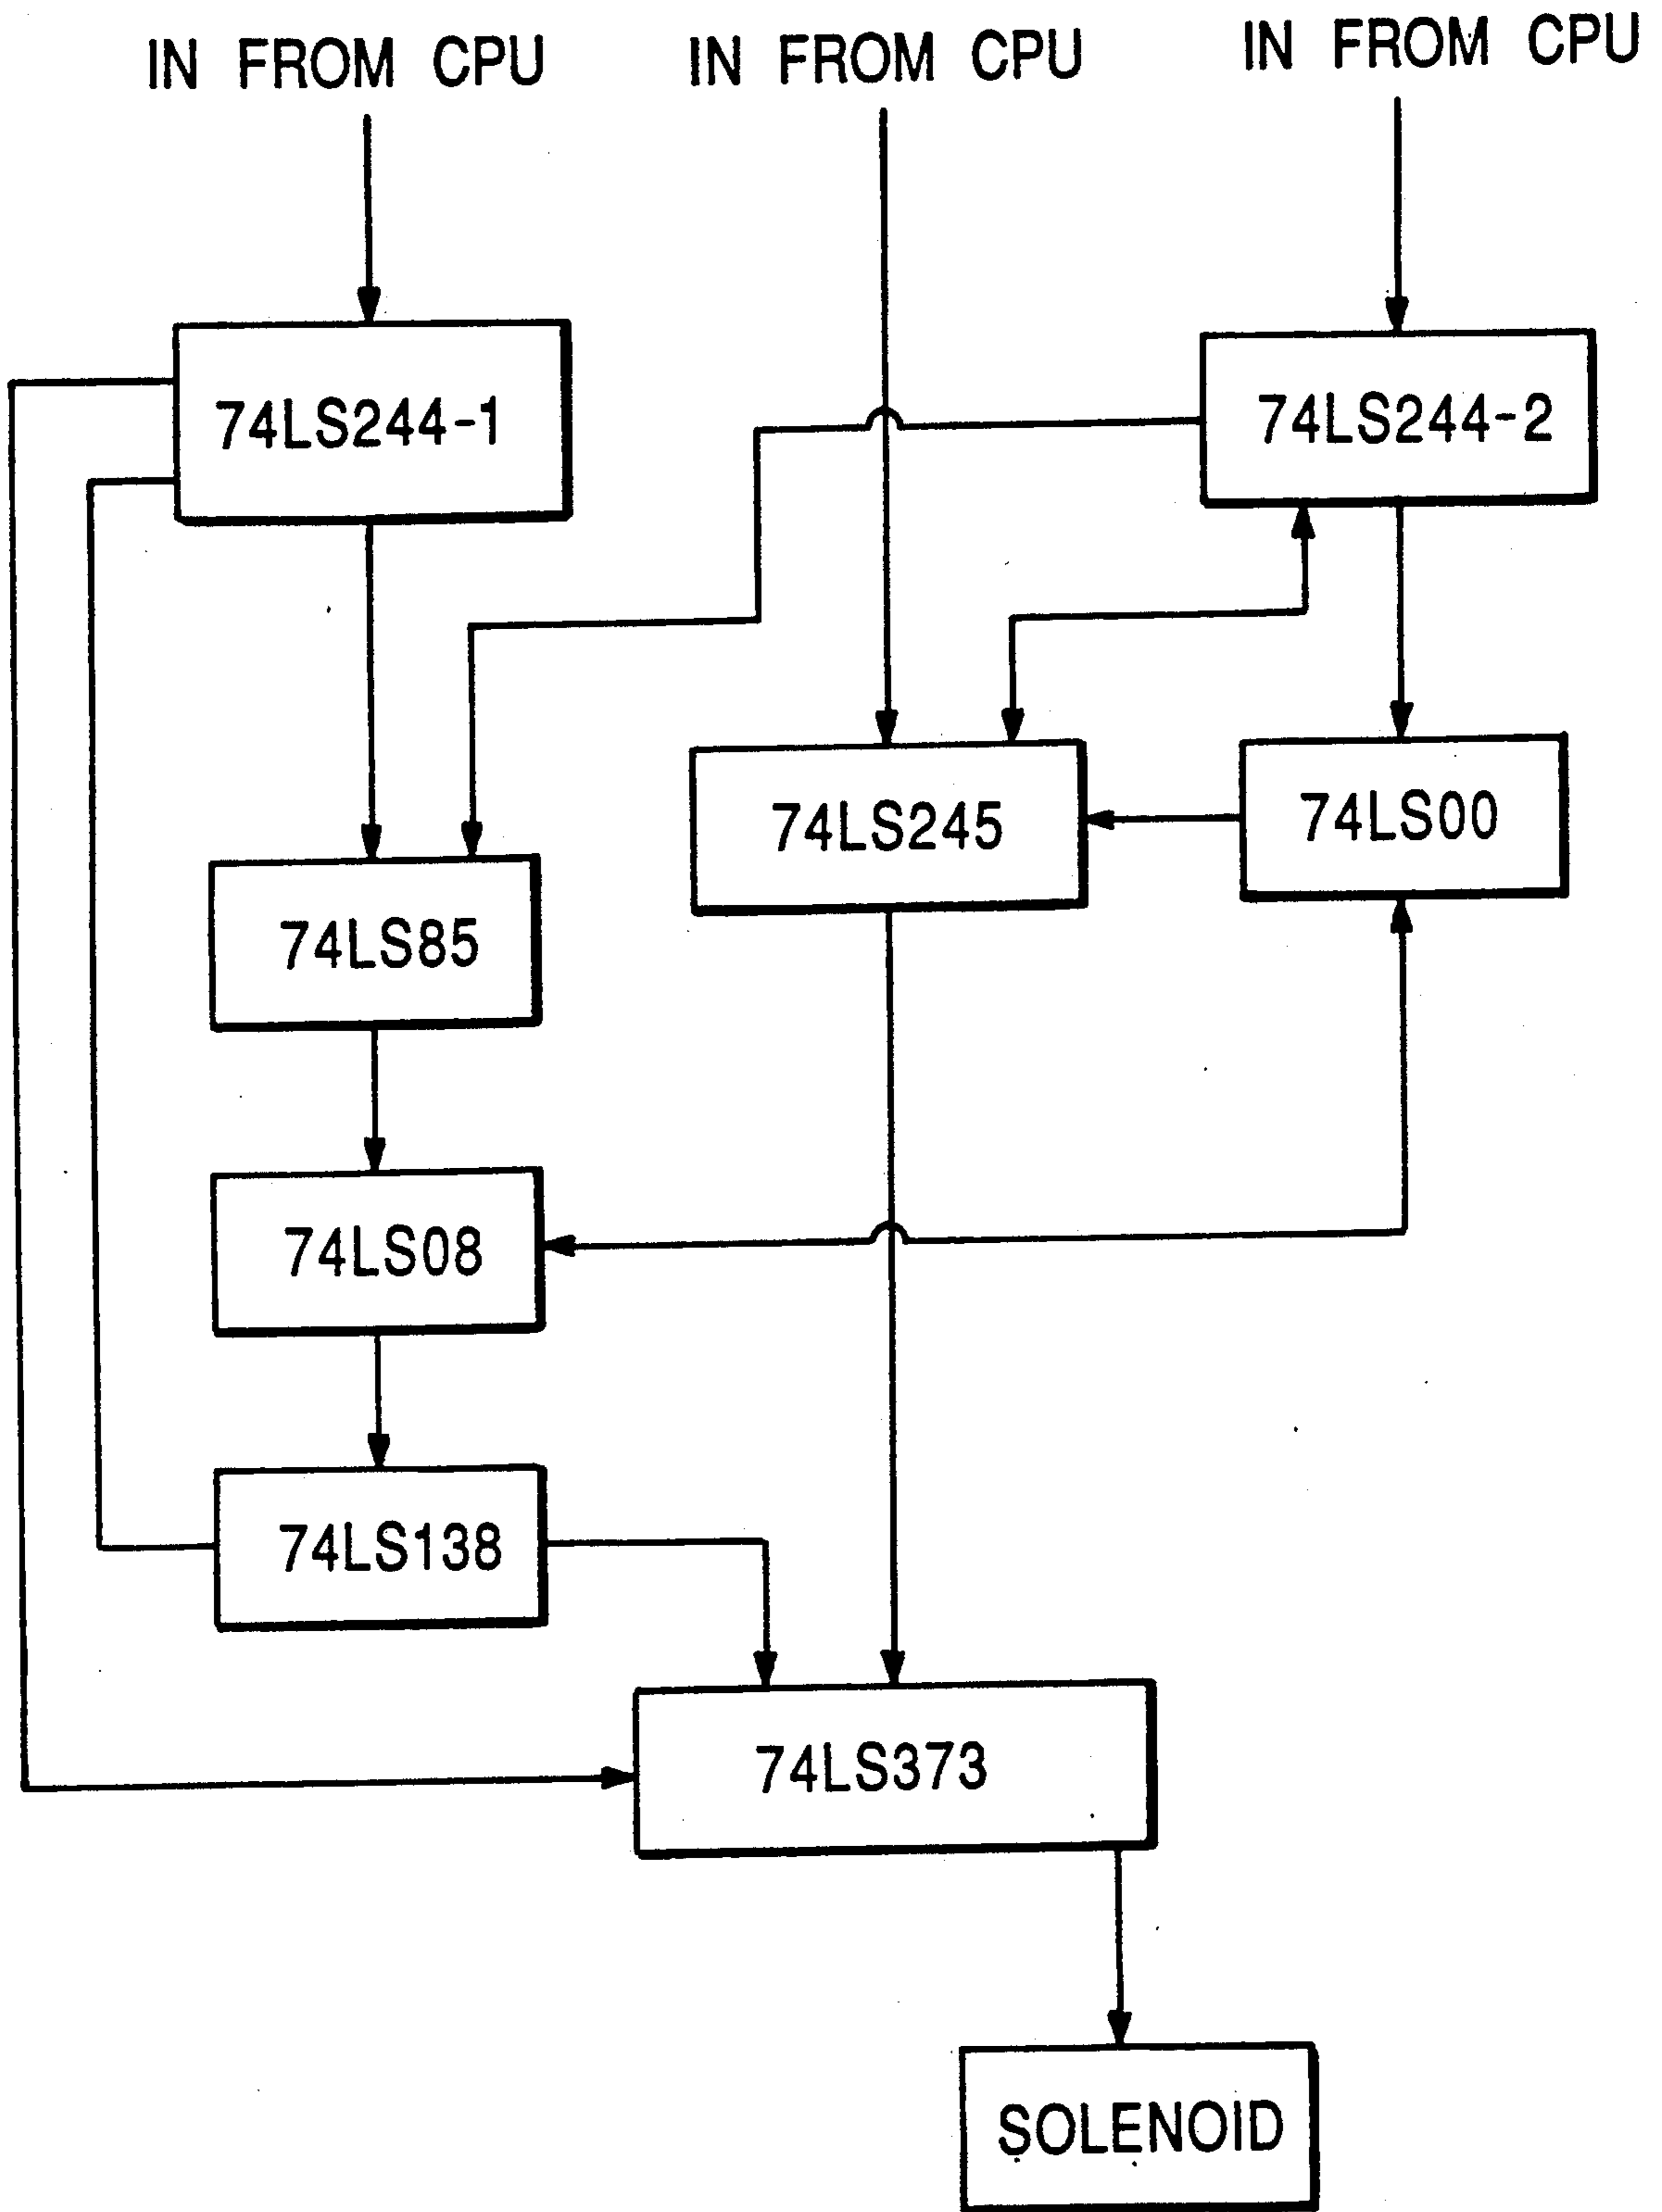 IN FROM CPU
IN FROM CPU
IN FROM CPU
74LS244-1
74LS244-2
74LS245
74LS00
74LS85
74LS08
74LS138
74LS373
SOLENOID